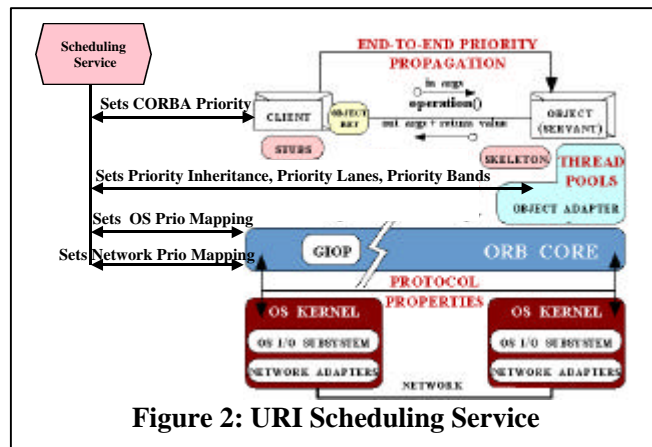 Scheduling
Service
END-TO-END PRIORITY
PROPAGATION
in args
operation()
out args + return value
Sets CORBA Priority
CLIENT
OBJECT
REF
OBJECT
(SERVANT)
STUBS
SKELETON
THREAD
POOLS
Sets Priority Inheritance, Priority Lanes, Priority Bands
OBJECT ADAPTER
Sets OS Prio Mapping
Sets Network Prio Mapping
GIOP
ORB CORE
PROTOCOL
PROPERTIES
OS KERNEL
OS I/O SUBSYSTEM
NETWORK ADAPTERS
OS KERNEL
OS I/O SUBSYSTEM
NETWORK ADAPTERS
NETWORK
Figure 2: URI Scheduling Service